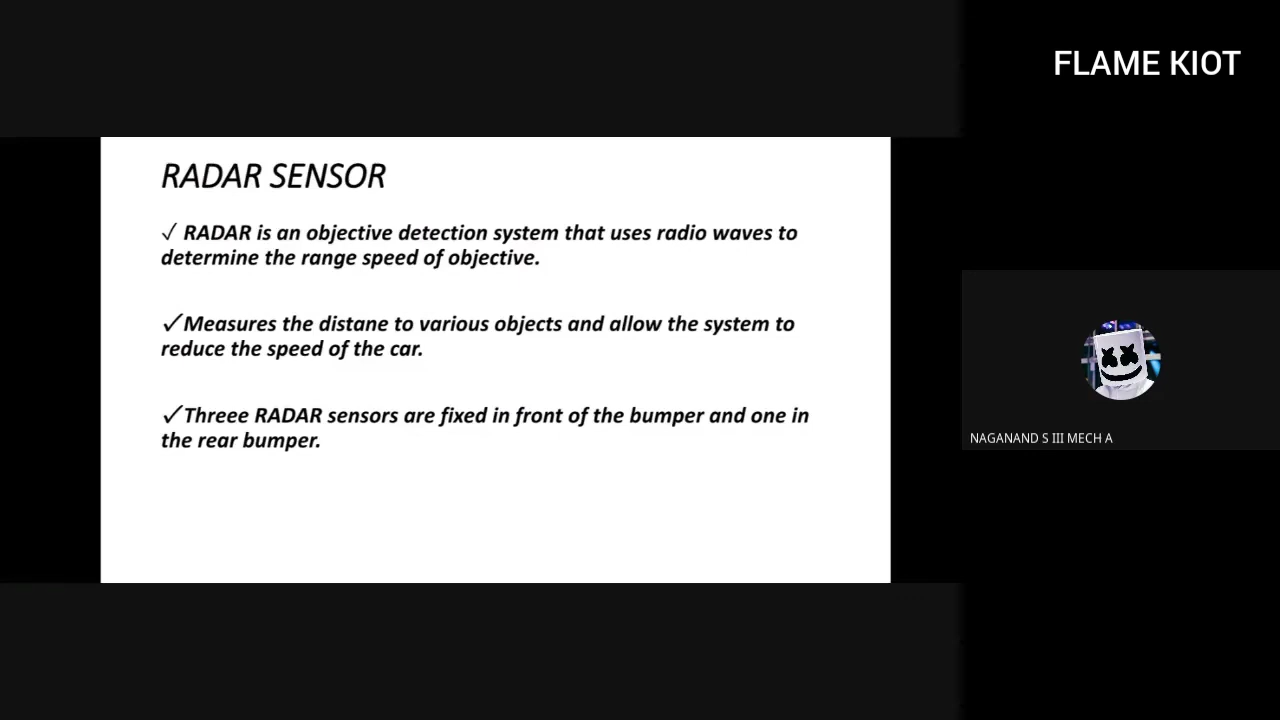 FLAME KIOT
RADAR SENSOR
✓ RADAR is an objective detection system that uses radio waves to
determine the range speed of objective.
✓Measures the distane to various objects and allow the system to
reduce the speed of the car.
✓Threee RADAR sensors are fixed in front of the bumper and one in
the rear bumper.
NAGANAND S III MECH A